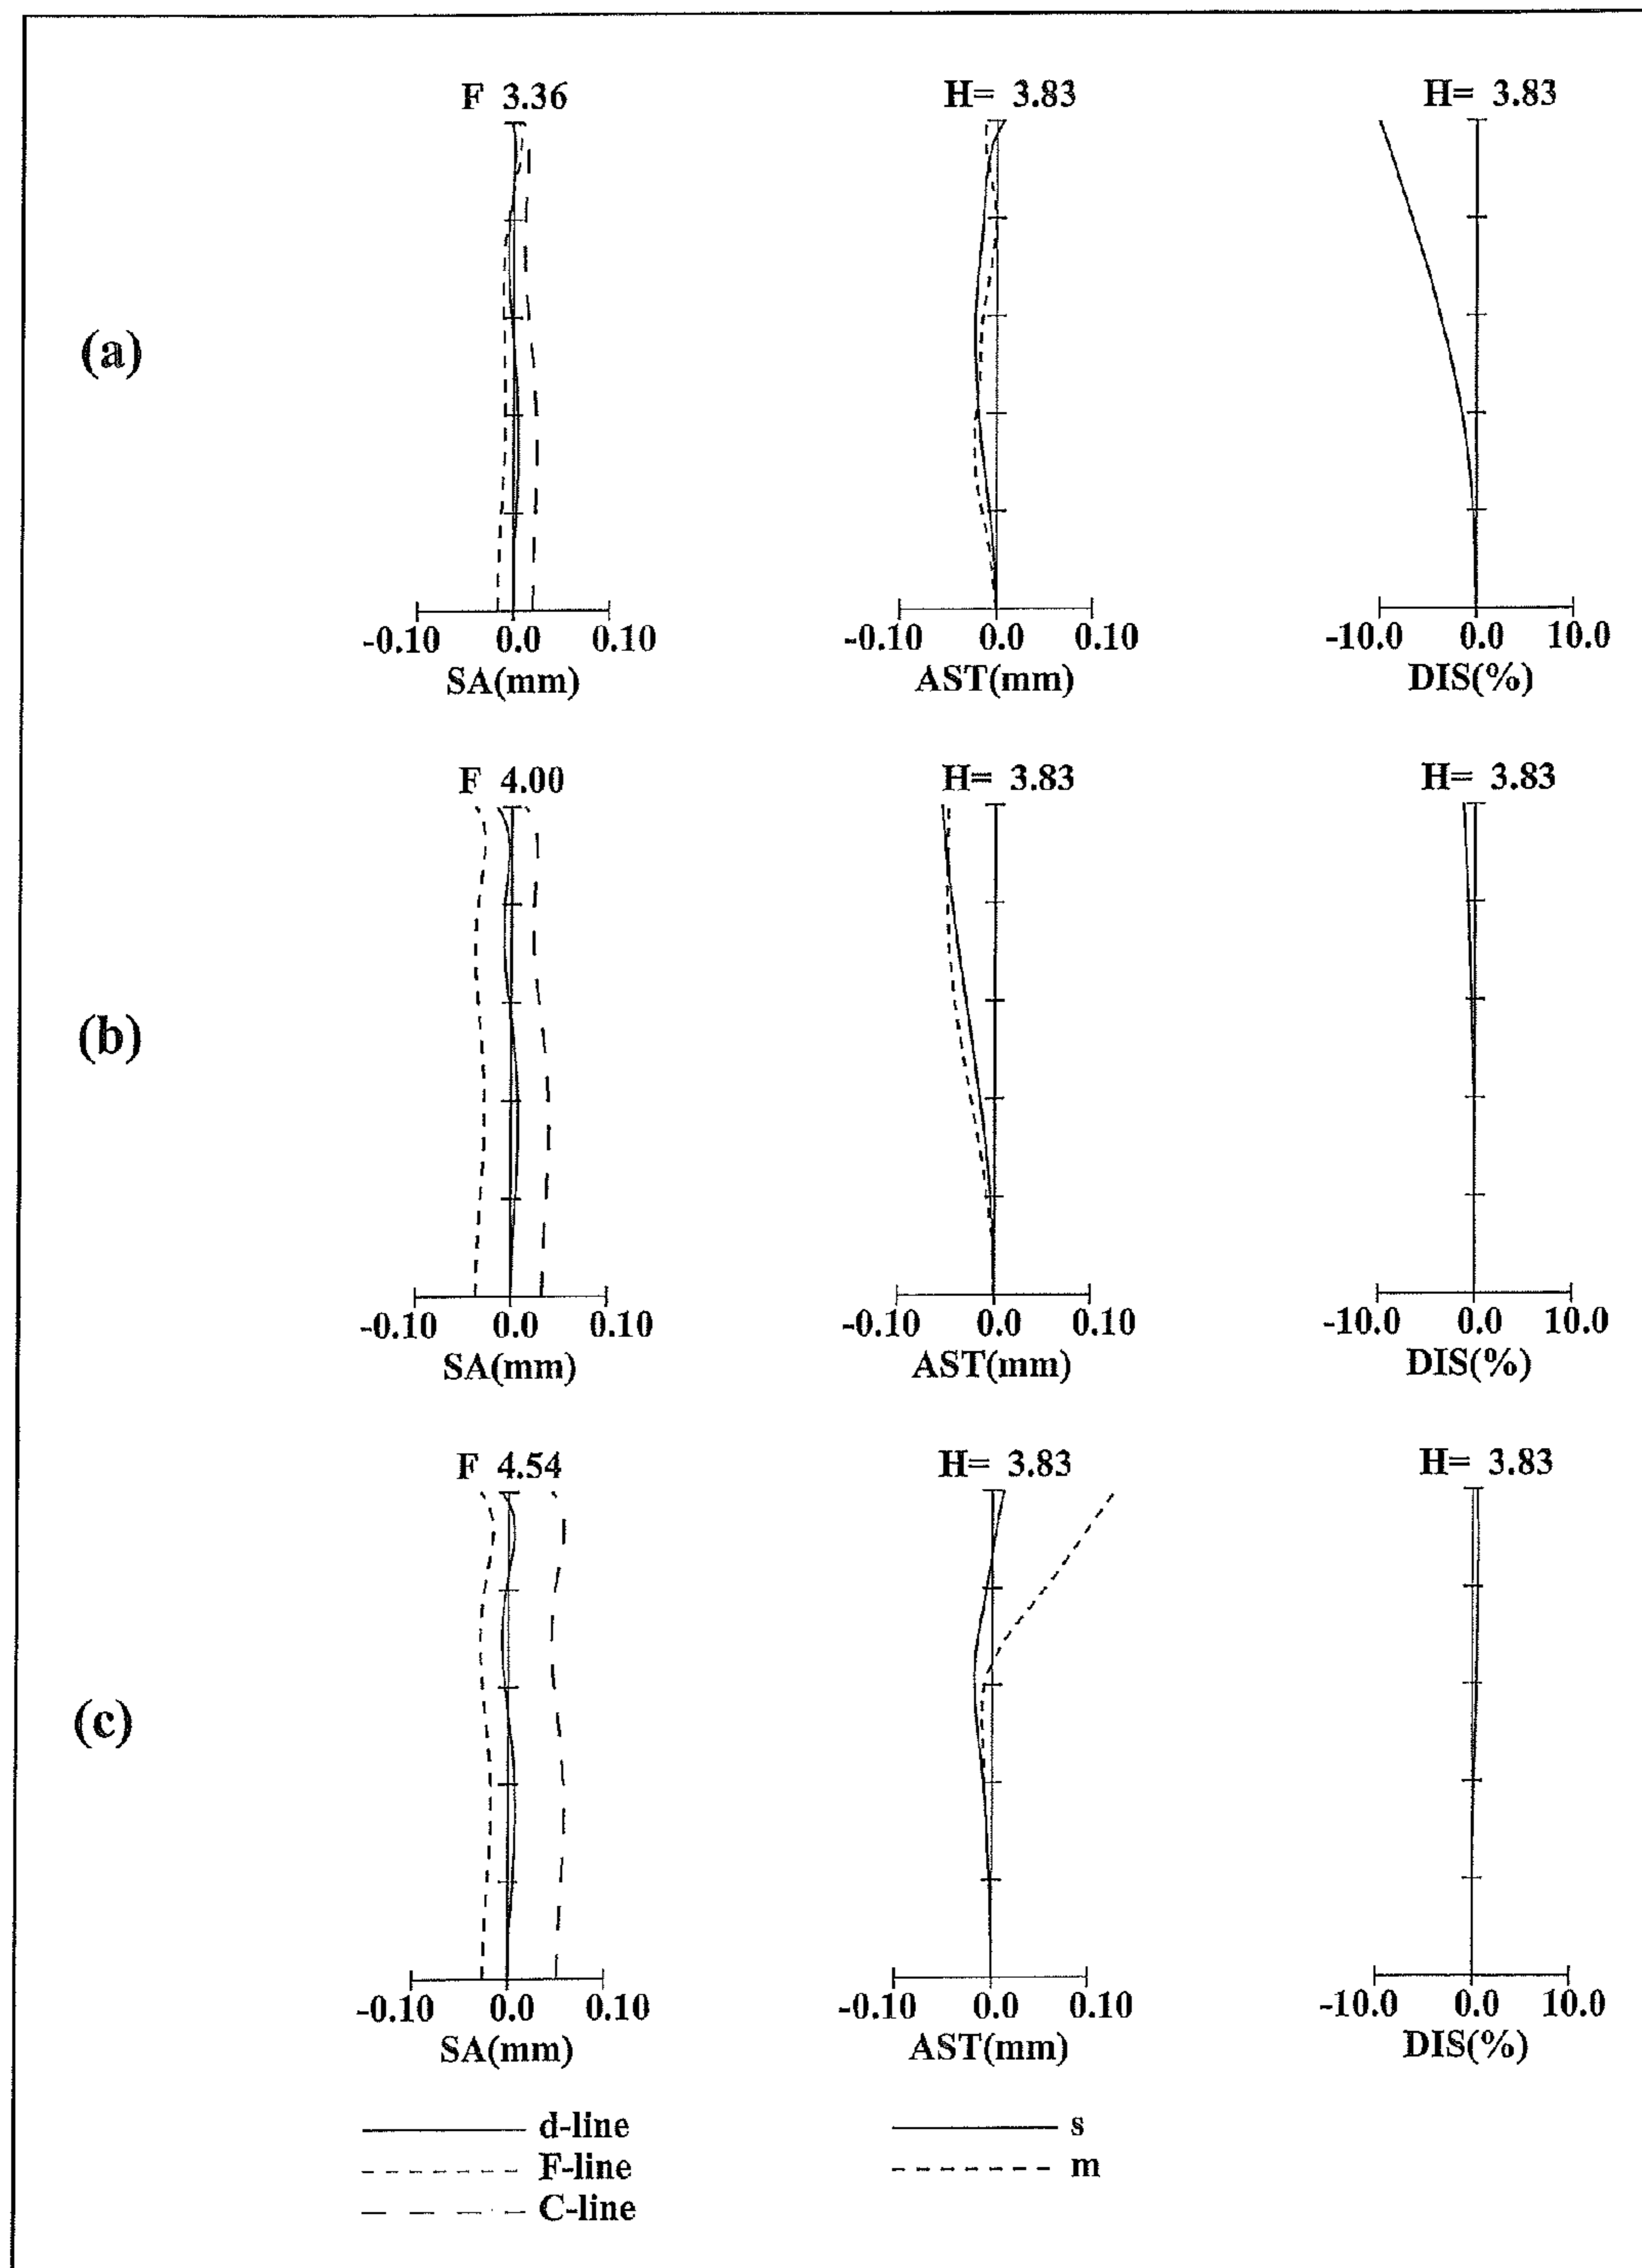 F 3.36 H= 3.83 H= 3.83
(a)
-0.10 0.0 0.10 -0.10 0.0 0.10 -10.0 0.0 10.0
SA(mm) AST(mm) DIS(%)
F 4.00 H= 3.83 H= 3.83
(b)
-0.10 0.0 0.10 -0.10 0.0 0.10 -10.0 0.0 10.0
SA(mm) AST(mm) DIS(%)
F 4.54 H= 3.83 H= 3.83
(c)
-0.10 0.0 0.10 -0.10 0.0 0.10 -10.0 0.0 10.0
SA(mm) AST(mm) DIS(%)
d-line s
F-line m
C-line